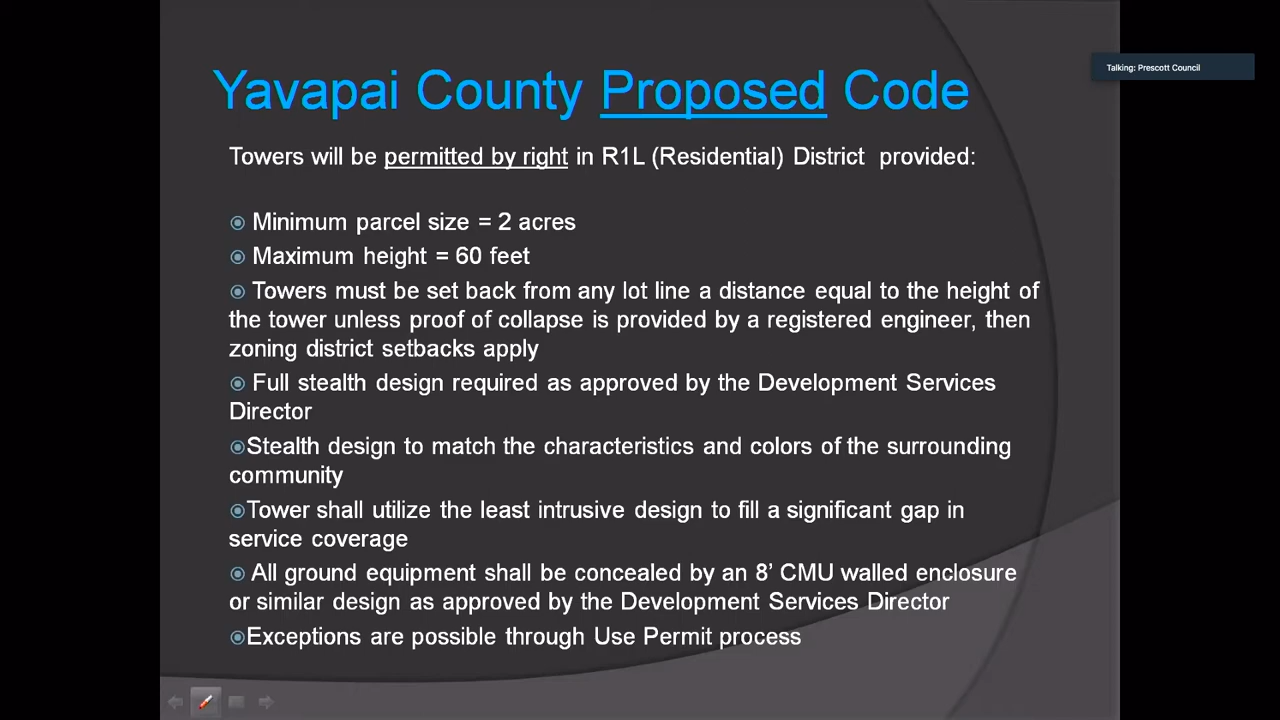 Yavapai County Proposed Code
Talking: Prescott Council
Towers will be permitted by right in R1L (Residential) District provided:
Minimum parcel size = 2 acres
Maximum height = 60 feet
Towers must be set back from any lot line a distance equal to the height of
the tower unless proof of collapse is provided by a registered engineer, then
zoning district setbacks apply
Full stealth design required as approved by the Development Services
Director
Stealth design to match the characteristics and colors of the surrounding
community
Tower shall utilize the least intrusive design to fill a significant gap in
service coverage
All ground equipment shall be concealed by an 8’ CMU walled enclosure
or similar design as approved by the Development Services Director
Exceptions are possible through Use Permit process